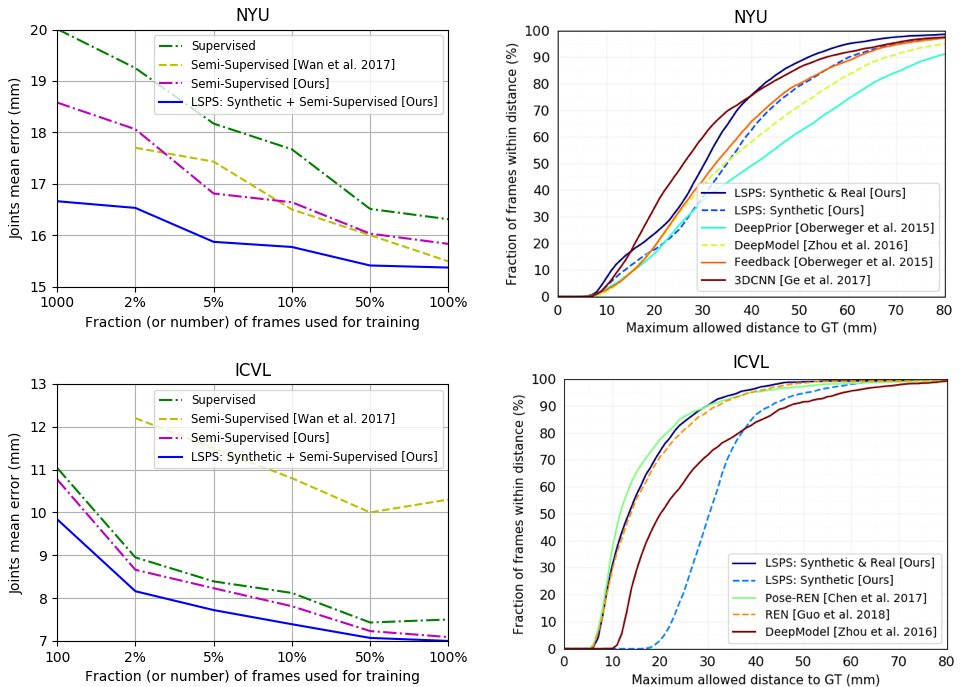 NYU
20
19
18
17
16
15
Joints mean error (mm)
Supervised
Semi-Supervised [Wan et al. 2017]
Semi-Supervised [Ours]
LSPS: Synthetic + Semi-Supervised [Ours]
1000 2% 5% 10% 50% 100%
Fraction (or number) of frames used for training
NYU
100
90
80
70
60
50
40
30
20
10
0
Fraction of frames within distance (%)
LSPS: Synthetic & Real [Ours]
LSPS: Synthetic [Ours]
DeepPrior [Oberweger et al. 2015]
DeepModel [Zhou et al. 2016]
Feedback [Oberweger et al. 2015]
3DCNN [Ge et al. 2017]
0 10 20 30 40 50 60 70 80
Maximum allowed distance to GT (mm)
ICVL
13
12
11
10
9
8
7
Joints mean error (mm)
Supervised
Semi-Supervised [Wan et al. 2017]
Semi-Supervised [Ours]
LSPS: Synthetic + Semi-Supervised [Ours]
100 2% 5% 10% 50% 100%
Fraction (or number) of frames used for training
ICVL
100
90
80
70
60
50
40
30
20
10
0
Fraction of frames within distance (%)
LSPS: Synthetic & Real [Ours]
LSPS: Synthetic [Ours]
Pose-REN [Chen et al. 2017]
REN [Guo et al. 2018]
DeepModel [Zhou et al. 2016]
0 10 20 30 40 50 60 70 80
Maximum allowed distance to GT (mm)